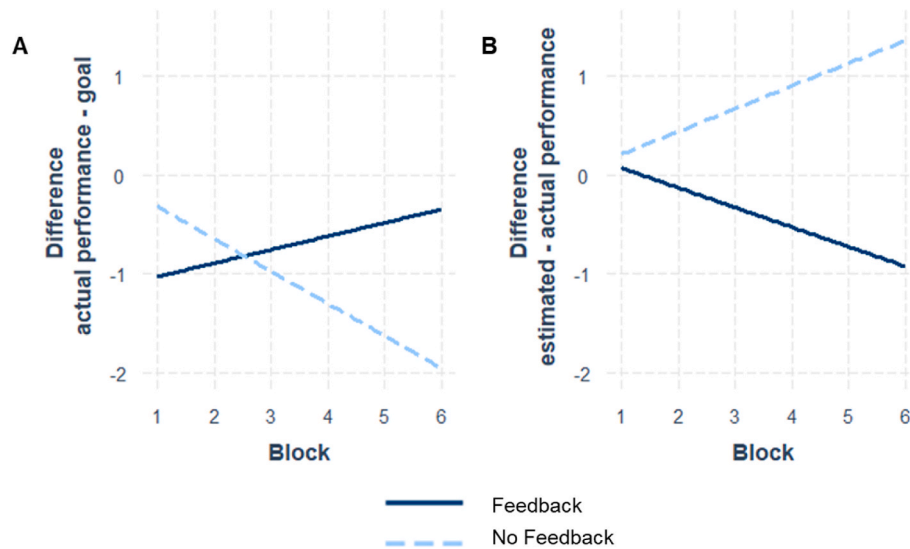 A
Difference
actual performance - goal
1
0
-1
-2
1 2 3 4 5 6
Block
B
Difference
estimated - actual performance
1
0
-1
-2
1 2 3 4 5 6
Block
Feedback
No Feedback